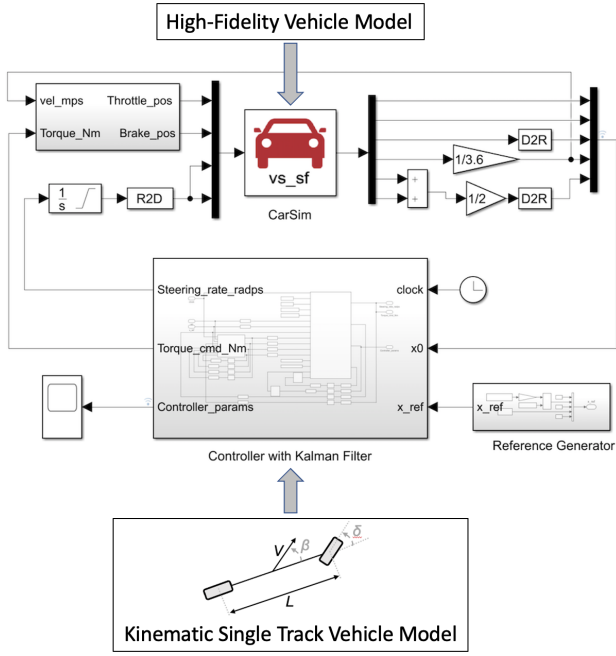 High-Fidelity Vehicle Model
vel_mps
Throttle_pos
Torque_Nm
Brake_pos
1
s
R2D
vs_sf
CarSim
D2R
1/3.6
+
+
1/2
D2R
Steering_rate_radps
clock
Torque_cmd_Nm
x0
Controller_params
x_ref
x_ref
Controller with Kalman Filter
Reference Generator
V
β
δ
L
Kinematic Single Track Vehicle Model